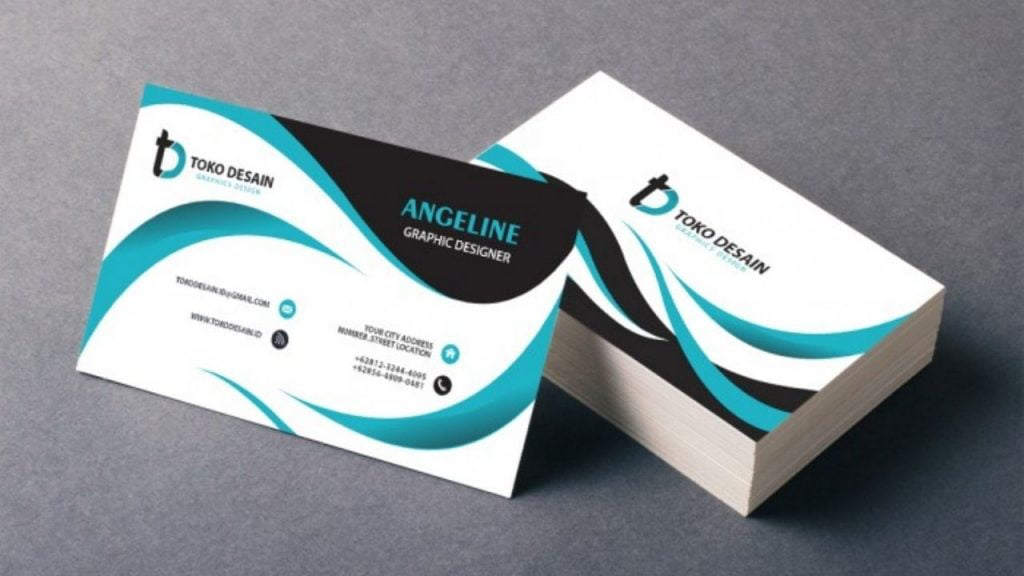 TOKO DESAIN
GRAPHICS DESIGN
ANGELINE
GRAPHIC DESIGNER
TOKODESAIN.ID@GMAIL.COM
WWW.TOKODESAIN.ID
YOUR CITY ADDRESS
NUMBER, STREET LOCATION
+62812-3244-4095
+62856-4809-0481
TOKO DESAIN
GRAPHICS DESIGN